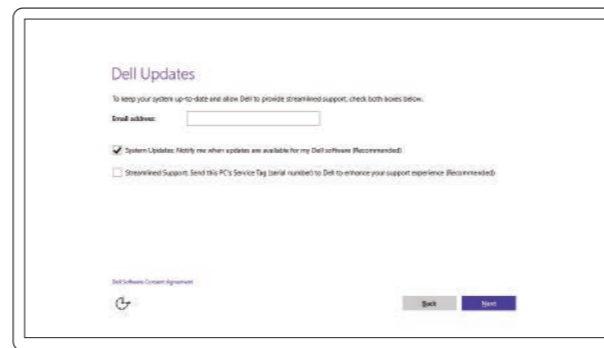 Dell Updates
To keep your system up-to-date and allow Dell to provide streamlined support, check both boxes below.
Email address:
System Updates: Notify me when updates are available for my Dell software (Recommended)
Streamlined Support: Send this PC's Service Tag (serial number) to Dell to enhance your support experience (Recommended)
Dell Software Consent Agreement
Back
Next